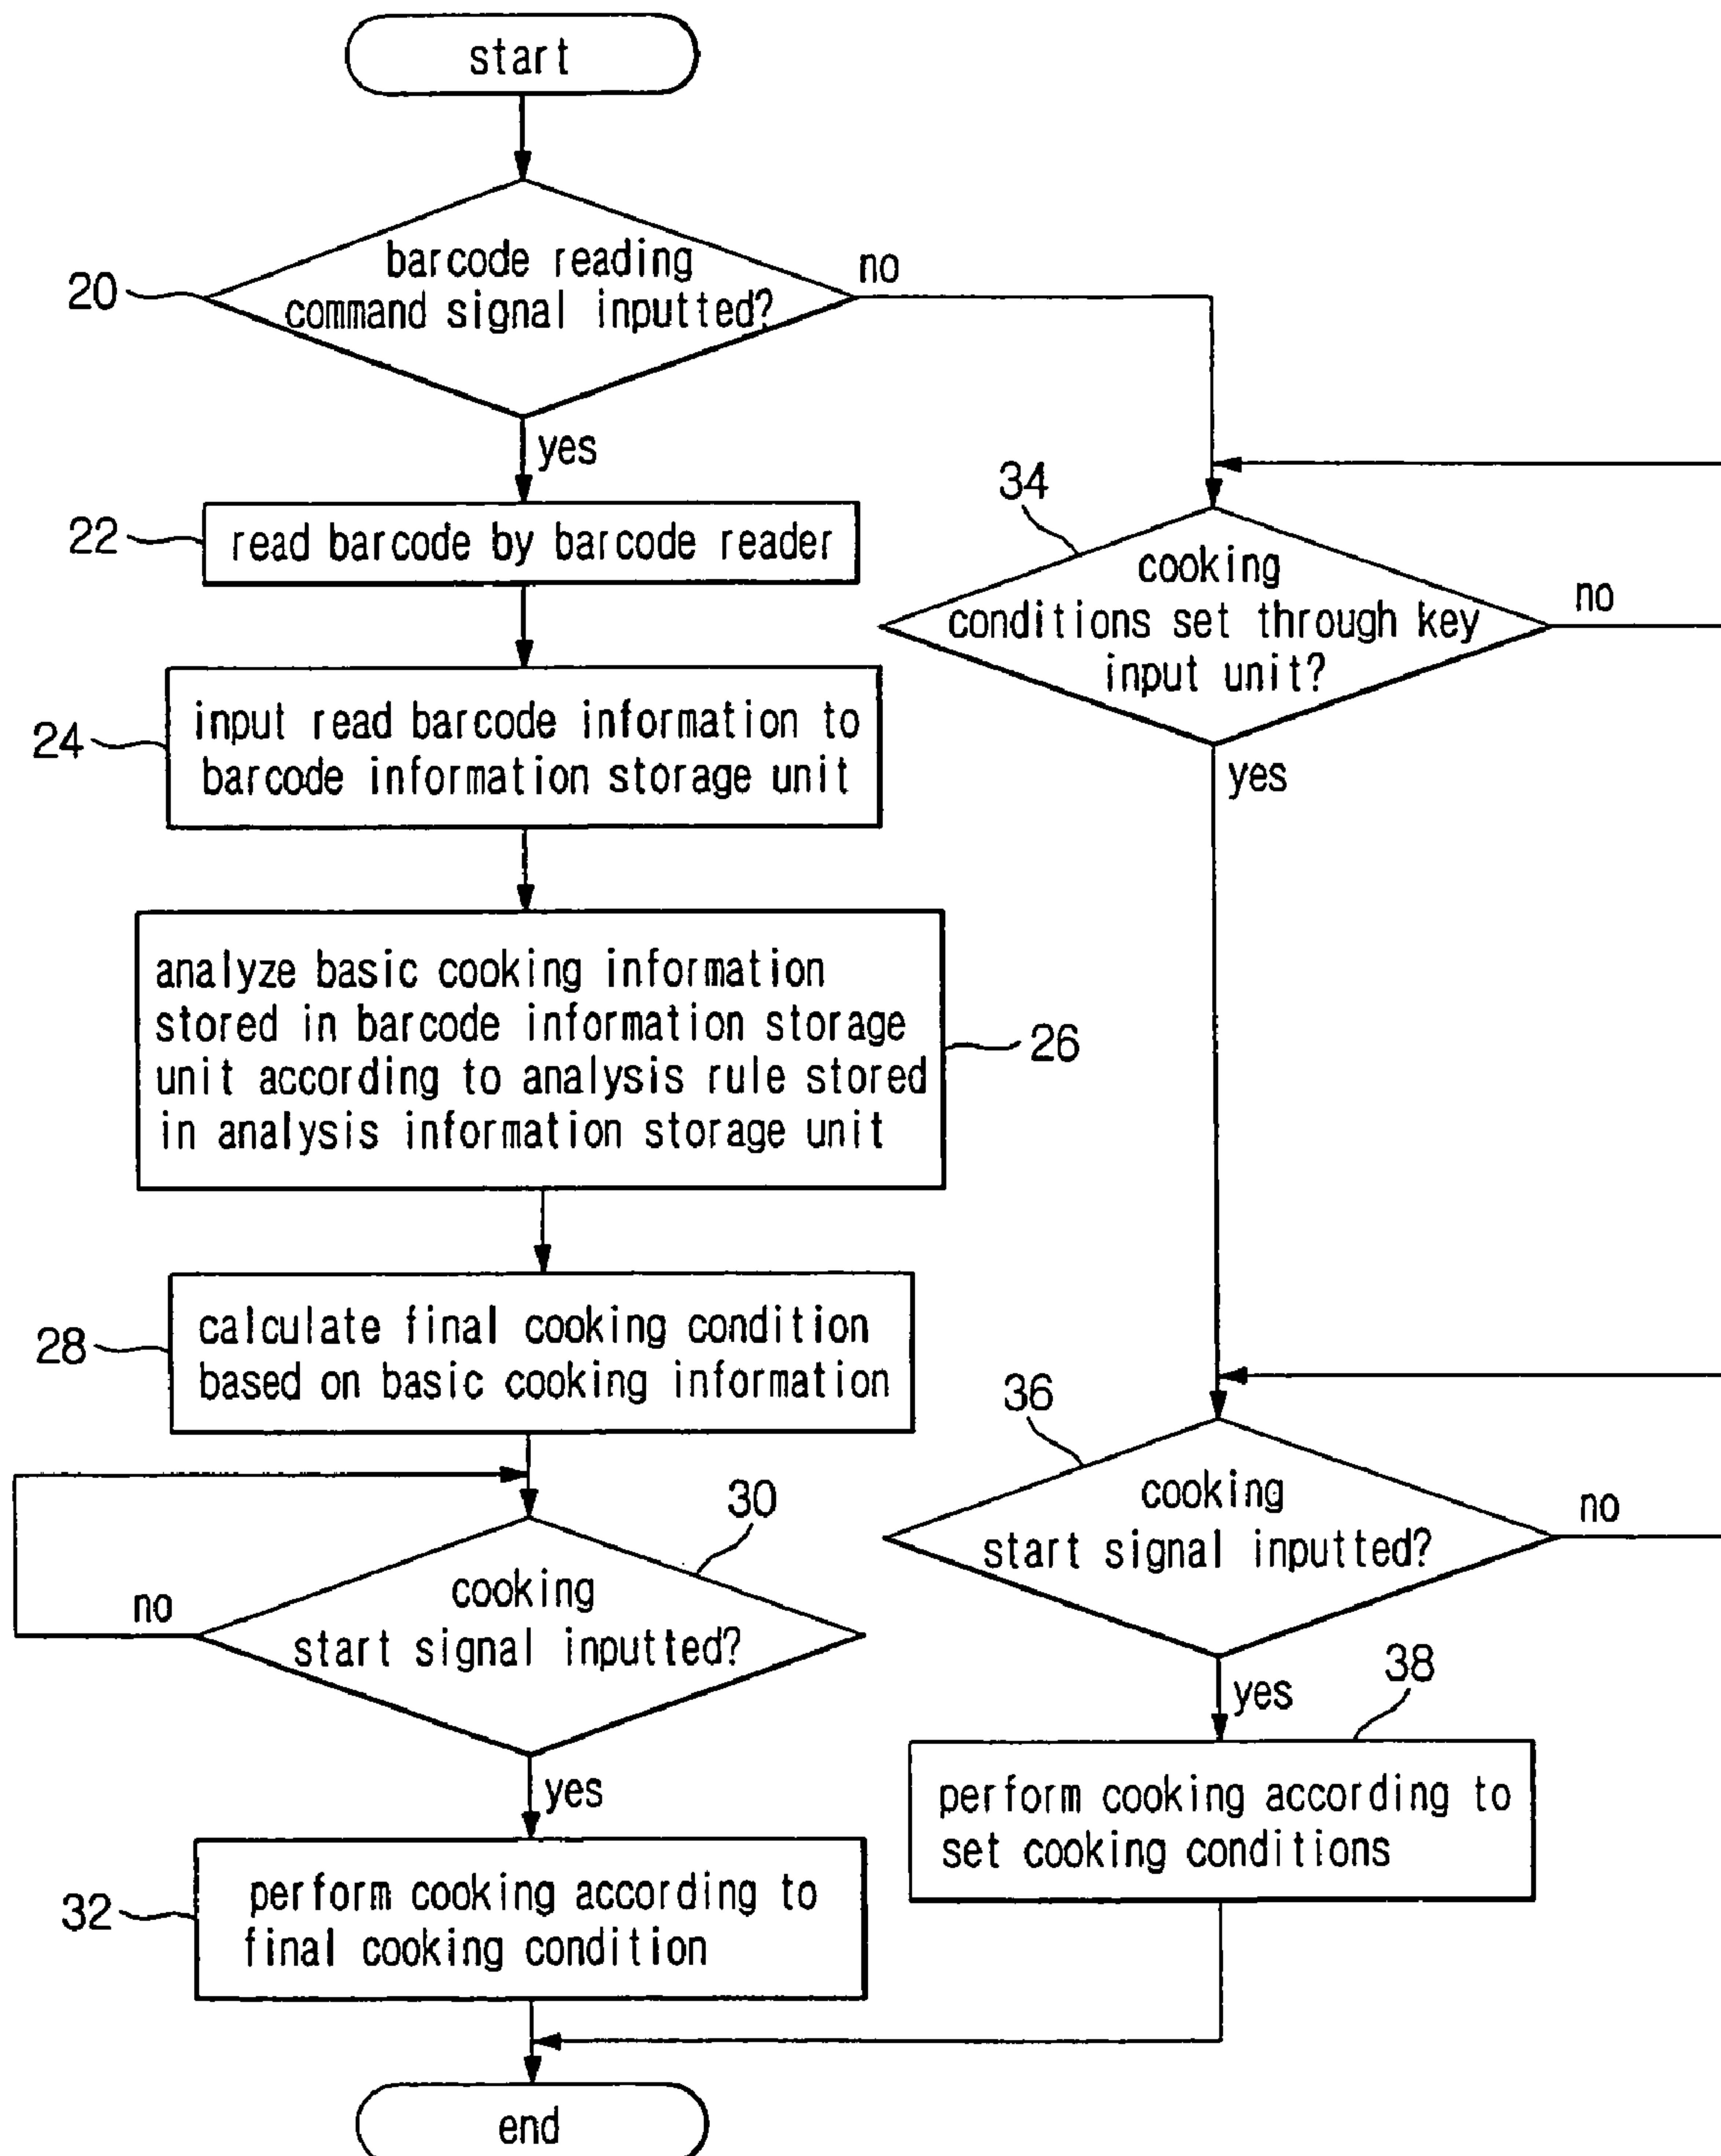 start
barcode reading
command signal inputted?
20
no
yes
22
read barcode by barcode reader
24
input read barcode information to
barcode information storage unit
analyze basic cooking information
stored in barcode information storage
unit according to analysis rule stored
in analysis information storage unit
26
28
calculate final cooking condition
based on basic cooking information
30
cooking
start signal inputted?
no
yes
32
perform cooking according to
final cooking condition
34
cooking
conditions set through key
input unit?
no
yes
36
cooking
start signal inputted?
no
yes
38
perform cooking according to
set cooking conditions
end